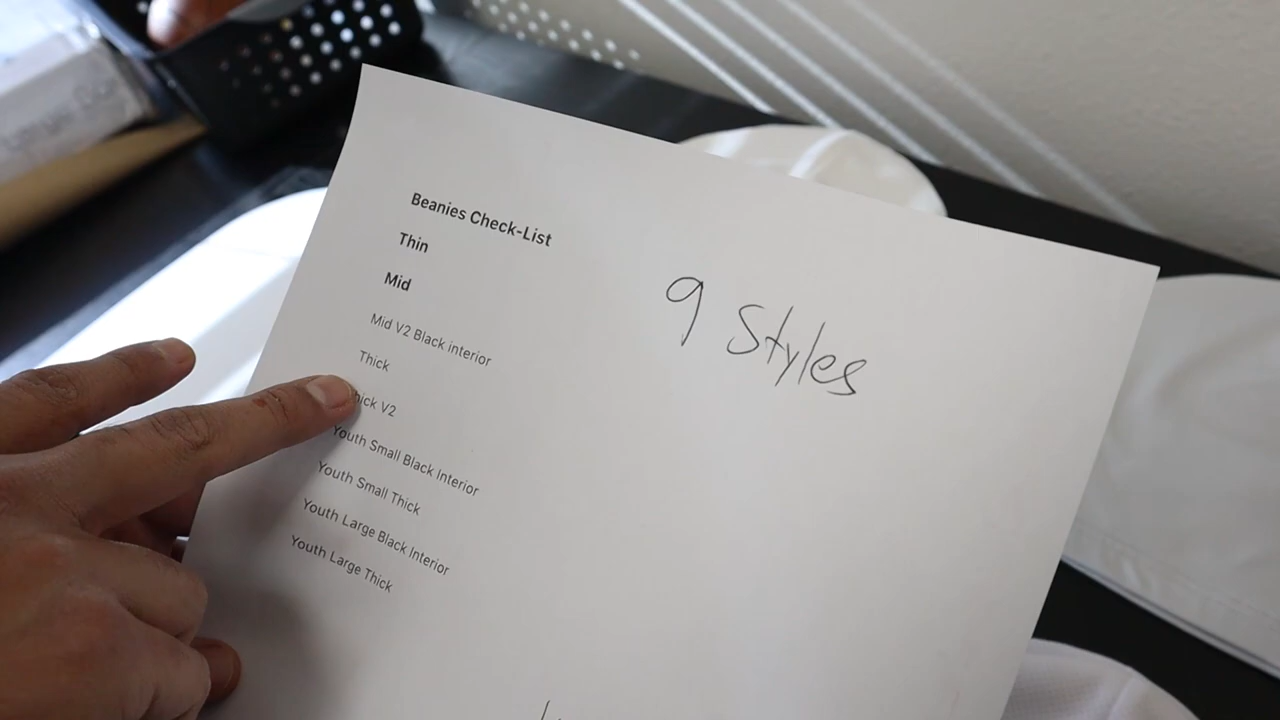 Beanies Check-List
Thin
Mid
Mid V2 Black interior
Thick
hick V2
Youth Small Black Interior
Youth Small Thick
Youth Large Black Interior
Youth Large Thick
9 Styles